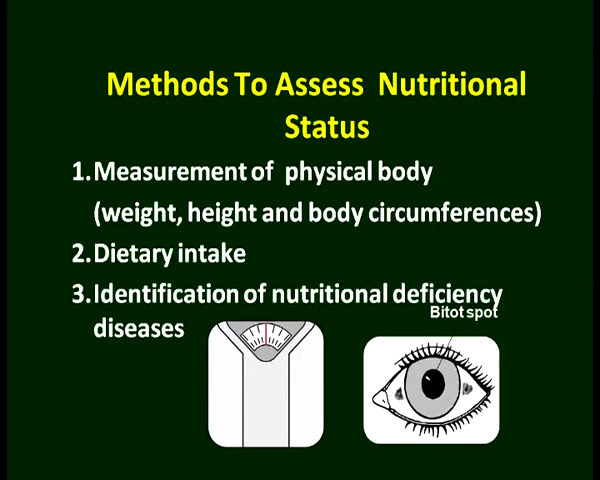 Methods To Assess Nutritional
Status
1.Measurement of physical body
(weight, height and body circumferences)
2.Dietary intake
3.Identification of nutritional deficiency
diseases
Bitot spot